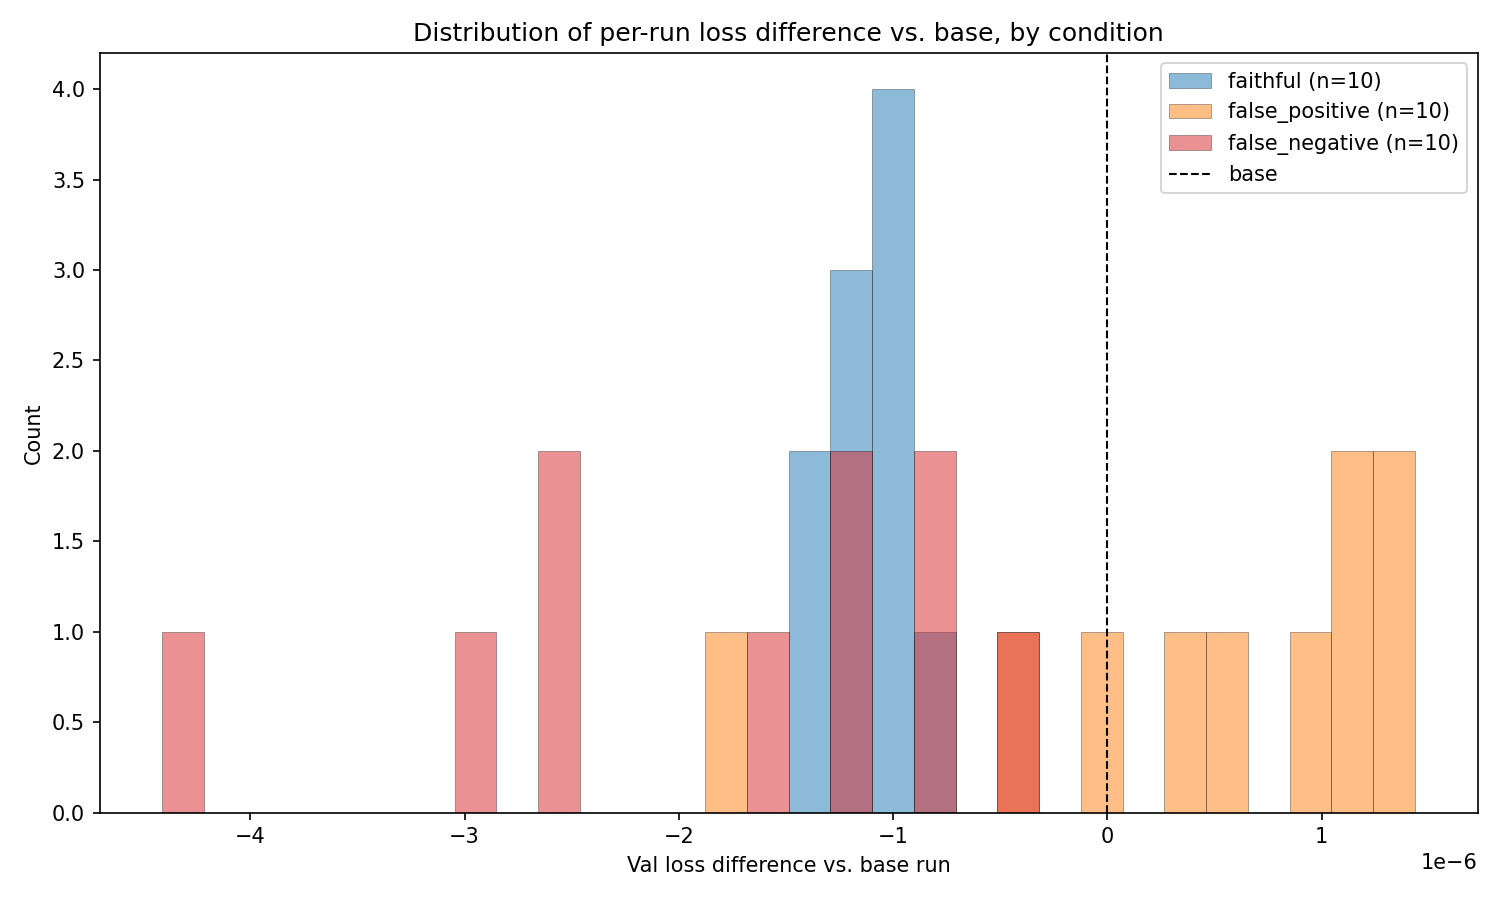 Distribution of per-run loss difference vs. base, by condition
faithful (n=10)
false_positive (n=10)
false_negative (n=10)
base
Count
4.0
3.5
3.0
2.5
2.0
1.5
1.0
0.5
0.0
−4 −3 −2 −1 0 1
1e−6
Val loss difference vs. base run